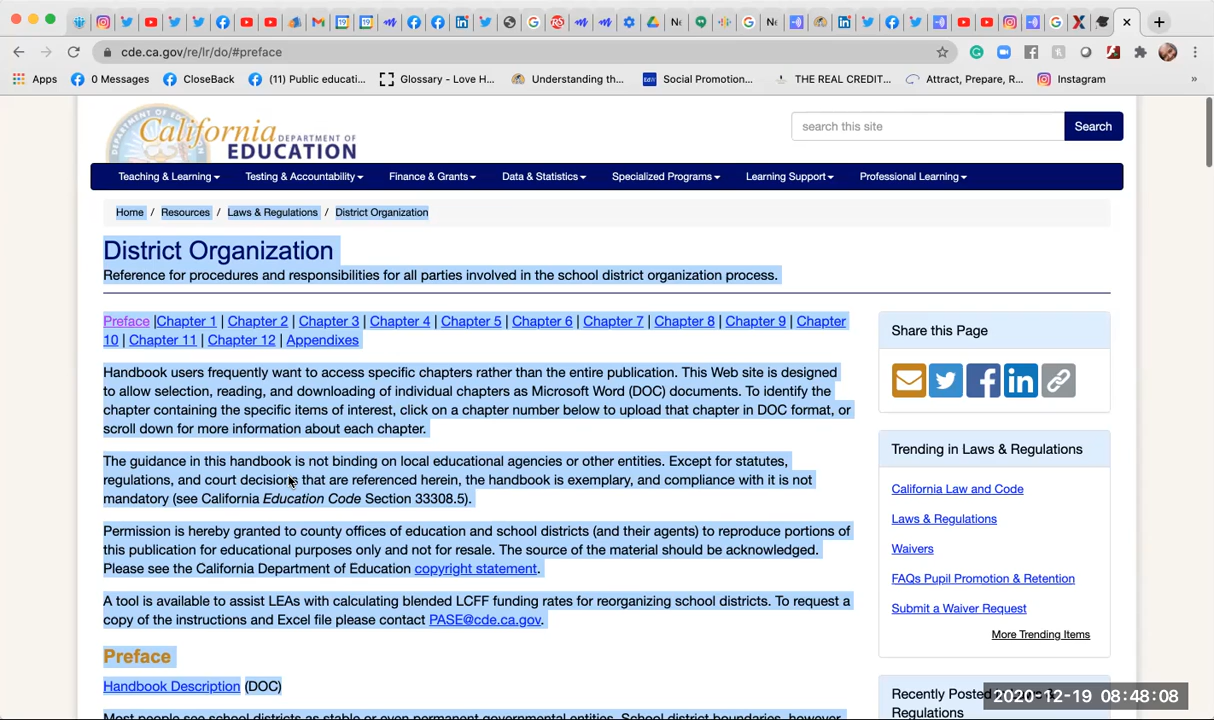 cde.ca.gov/re/lr/do/#preface
Apps
0 Messages
CloseBack
(11) Public educati...
Glossary - Love H...
Understanding th...
Social Promotion...
THE REAL CREDIT...
Attract, Prepare, R...
Instagram
»
California DEPARTMENT OF
EDUCATION
search this site
Search
Teaching & Learning
Testing & Accountability
Finance & Grants
Data & Statistics
Specialized Programs
Learning Support
Professional Learning
Home / Resources / Laws & Regulations / District Organization
District Organization
Reference for procedures and responsibilities for all parties involved in the school district organization process.
Preface |Chapter 1 | Chapter 2 | Chapter 3 | Chapter 4 | Chapter 5 | Chapter 6 | Chapter 7 | Chapter 8 | Chapter 9 | Chapter
10 | Chapter 11 | Chapter 12 | Appendixes
Handbook users frequently want to access specific chapters rather than the entire publication. This Web site is designed
to allow selection, reading, and downloading of individual chapters as Microsoft Word (DOC) documents. To identify the
chapter containing the specific items of interest, click on a chapter number below to upload that chapter in DOC format, or
scroll down for more information about each chapter.
The guidance in this handbook is not binding on local educational agencies or other entities. Except for statutes,
regulations, and court decisions that are referenced herein, the handbook is exemplary, and compliance with it is not
mandatory (see California Education Code Section 33308.5).
Permission is hereby granted to county offices of education and school districts (and their agents) to reproduce portions of
this publication for educational purposes only and not for resale. The source of the material should be acknowledged.
Please see the California Department of Education copyright statement.
A tool is available to assist LEAs with calculating blended LCFF funding rates for reorganizing school districts. To request a
copy of the instructions and Excel file please contact PASE@cde.ca.gov.
Preface
Handbook Description (DOC)
Most people see school districts as stable or even permanent governmental entities. School district boundaries, however
Share this Page
Trending in Laws & Regulations
California Law and Code
Laws & Regulations
Waivers
FAQs Pupil Promotion & Retention
Submit a Waiver Request
More Trending Items
Recently Posted
Regulations
2020-12-19 08:48:08